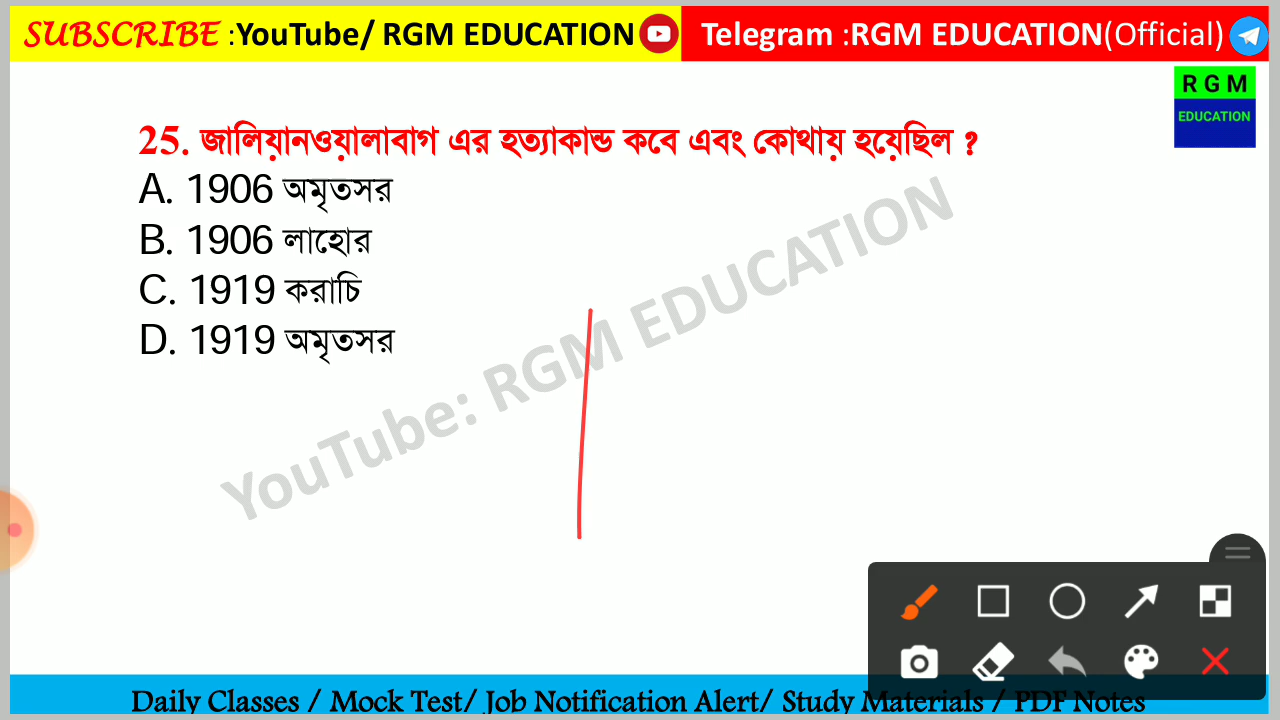 SUBSCRIBE :YouTube/ RGM EDUCATION Telegram :RGM EDUCATION(Official)
RGM
EDUCATION
25. জালিয়ানওয়ালাবাগ এর হত্যাকান্ড কবে এবং কোথায় হয়েছিল ?
A. 1906 অমৃতসর
B. 1906 লাহোর
C. 1919 করাচি
D. 1919 অমৃতসর
YouTube: RGM EDUCATION
Daily Classes / Mock Test/ Job Notification Alert/ Study Materials / PDF Notes